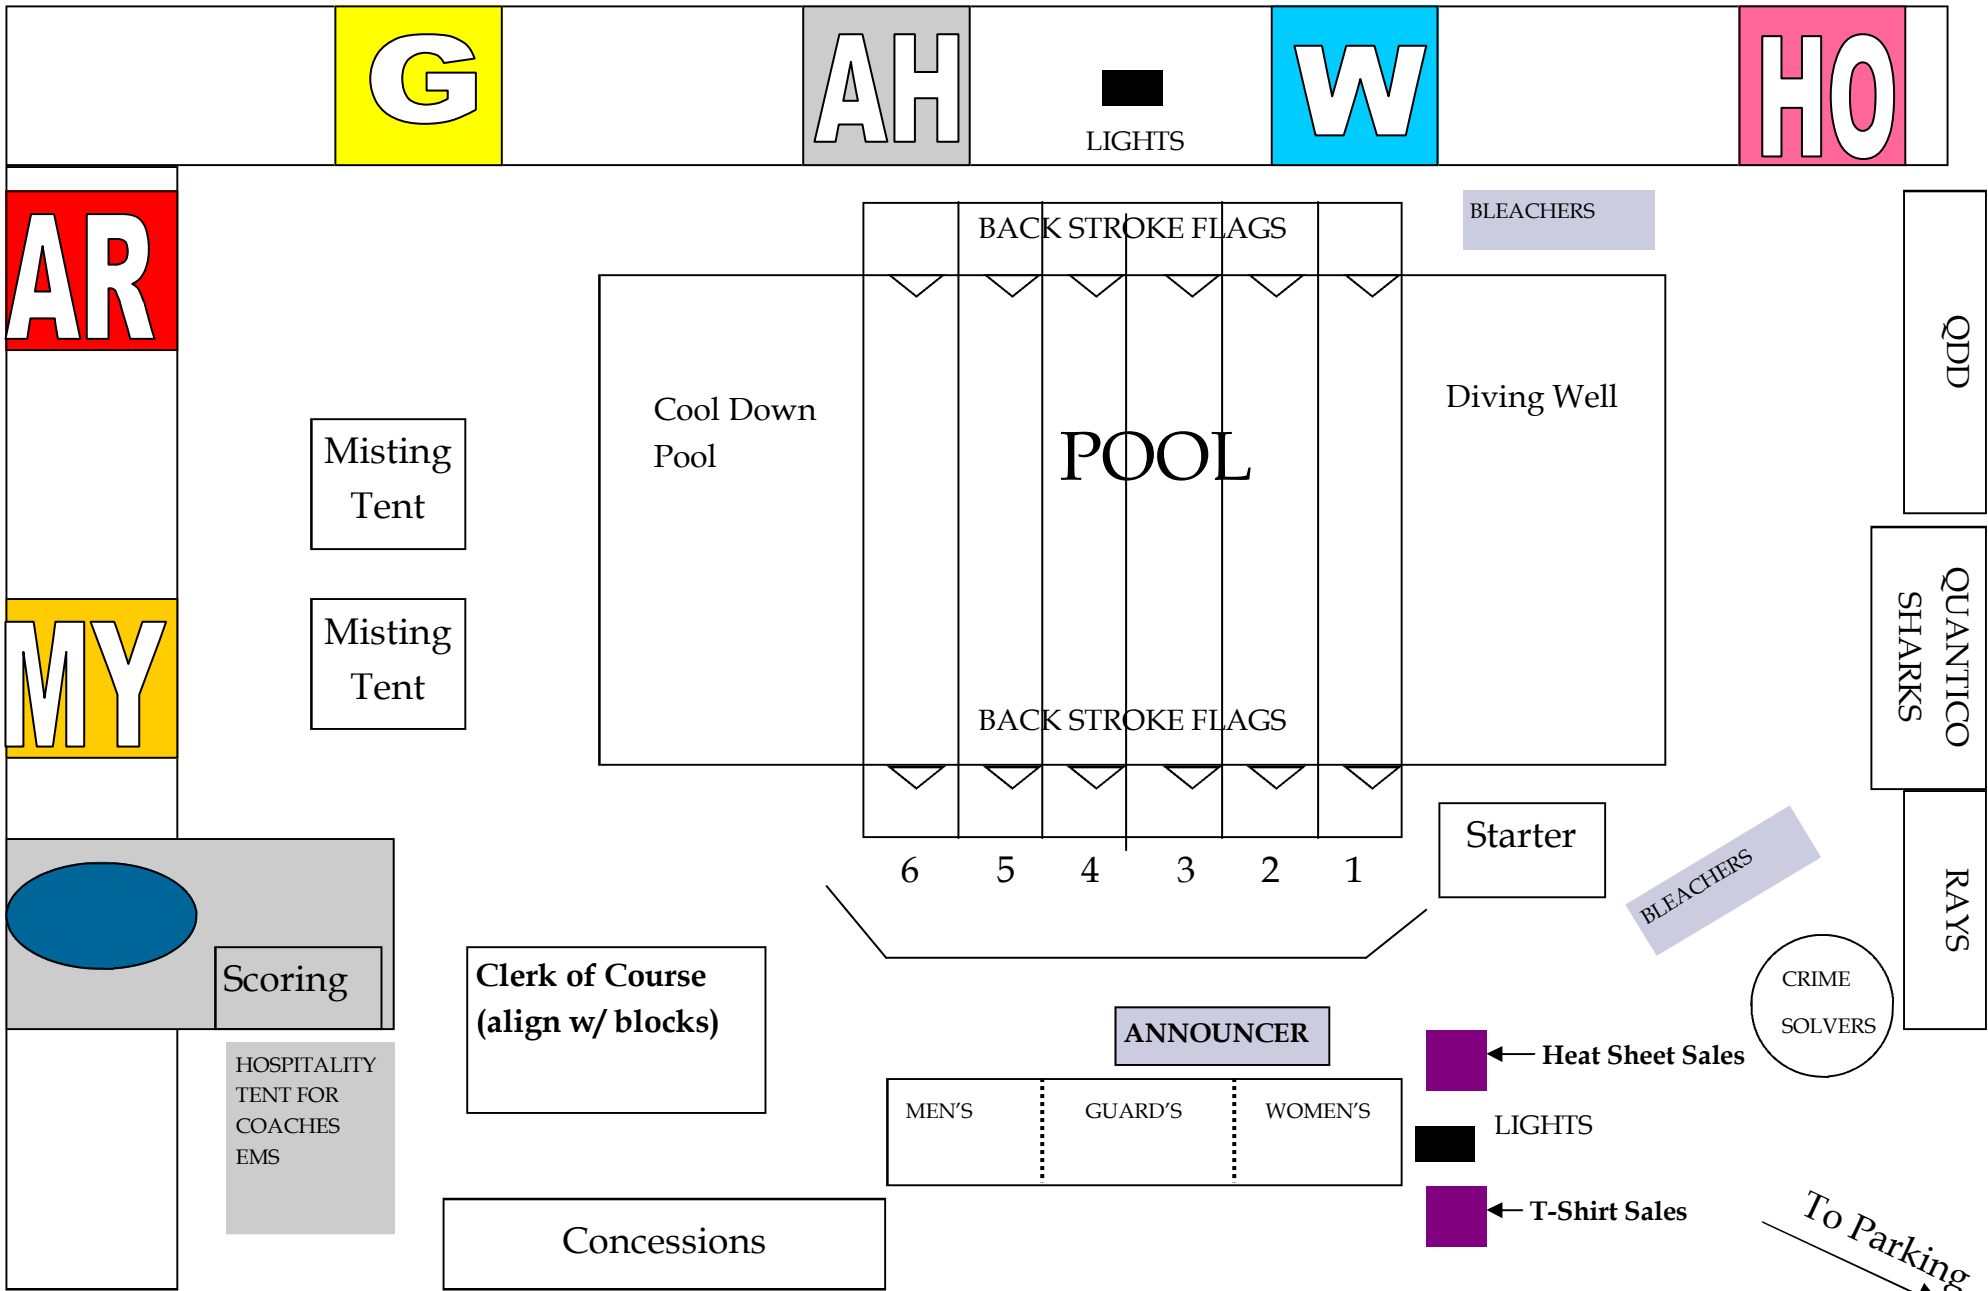 G
AH
LIGHTS
W
HO
AR
BACK STROKE FLAGS
BLEACHERS
QDD
Cool Down
Pool
POOL
Diving Well
Misting
Tent
Misting
Tent
MY
BACK STROKE FLAGS
QUANTICO
SHARKS
6 5 4 3 2 1
Starter
BLEACHERS
RAYS
Scoring
Clerk of Course
(align w/ blocks)
CRIME
SOLVERS
ANNOUNCER
Heat Sheet Sales
HOSPITALITY
TENT FOR
COACHES
EMS
MEN'S
GUARD'S
WOMEN'S
LIGHTS
T-Shirt Sales
Concessions
To Parking